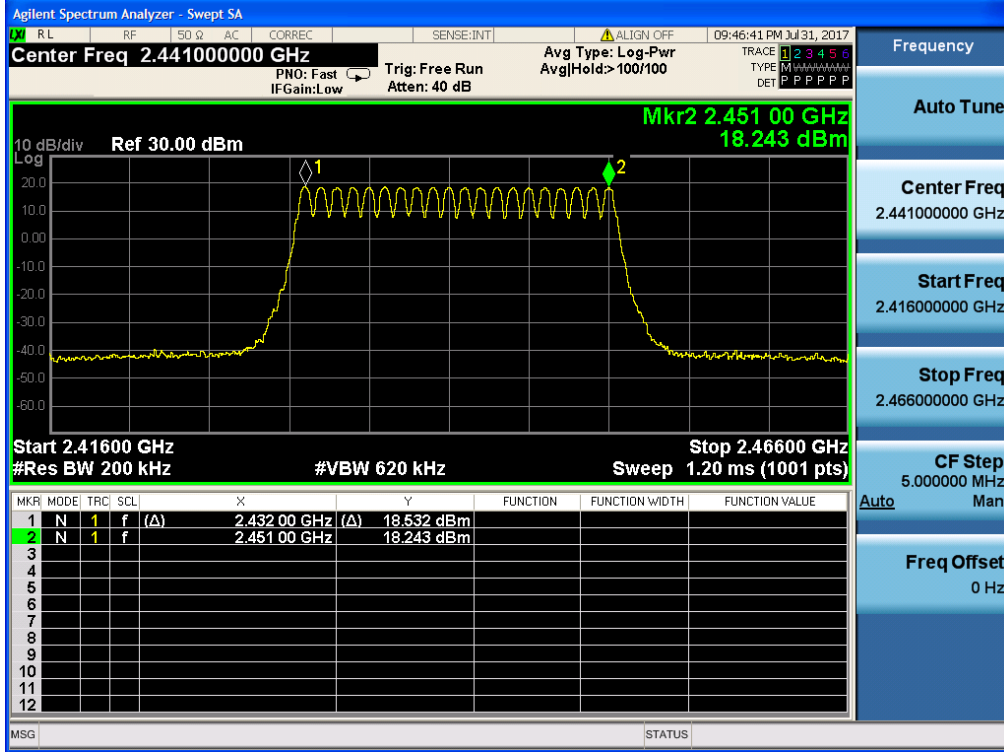 Agilent Spectrum Analyzer - Swept SA
LXI RL RF 50 Ω AC CORREC SENSE:INT ALIGN OFF 09:46:41 PM Jul 31, 2017
Center Freq 2.441000000 GHz
PNO: Fast
IFGain:Low
Trig: Free Run
Atten: 40 dB
Avg Type: Log-Pwr
Avg|Hold:> 100/100
TRACE 1 2 3 4 5 6
TYPE M
DET P P P P P P
Mkr2 2.451 00 GHz
18.243 dBm
10 dB/div Ref 30.00 dBm
Log
1
2
20.0
10.0
0.00
-10.0
-20.0
-30.0
-40.0
-50.0
-60.0
Start 2.41600 GHz Stop 2.46600 GHz
#Res BW 200 kHz #VBW 620 kHz Sweep 1.20 ms (1001 pts)
MKR MODE TRC SCL X Y FUNCTION FUNCTION WIDTH FUNCTION VALUE
1 N 1 f (Δ) 2.432 00 GHz (Δ) 18.532 dBm
2 N 1 f 2.451 00 GHz 18.243 dBm
3
4
5
6
7
8
9
10
11
12
MSG STATUS
Frequency
Auto Tune
Center Freq
2.441000000 GHz
Start Freq
2.416000000 GHz
Stop Freq
2.466000000 GHz
CF Step
5.000000 MHz
Auto Man
Freq Offset
0 Hz